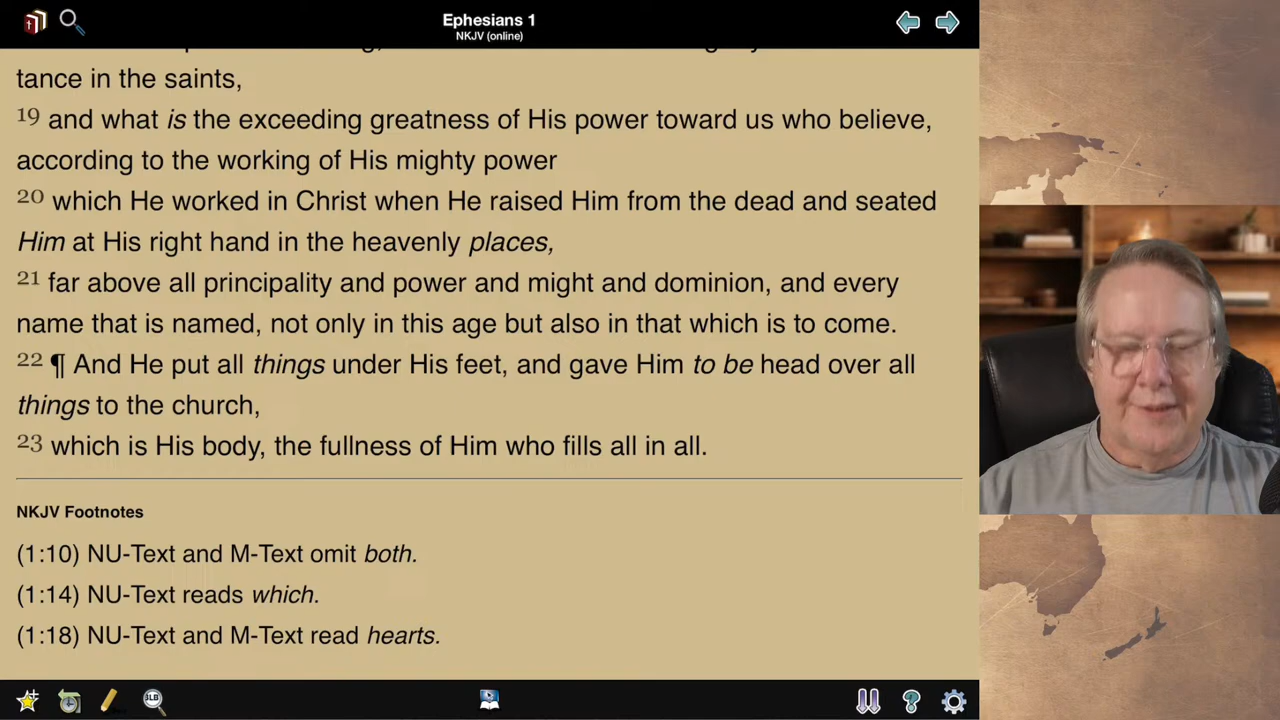 Ephesians 1
NKJV (online)
tance in the saints,
19 and what is the exceeding greatness of His power toward us who believe,
according to the working of His mighty power
20 which He worked in Christ when He raised Him from the dead and seated
Him at His right hand in the heavenly places,
21 far above all principality and power and might and dominion, and every
name that is named, not only in this age but also in that which is to come.
22 ¶ And He put all things under His feet, and gave Him to be head over all
things to the church,
23 which is His body, the fullness of Him who fills all in all.
NKJV Footnotes
(1:10) NU-Text and M-Text omit both.
(1:14) NU-Text reads which.
(1:18) NU-Text and M-Text read hearts.
3LB